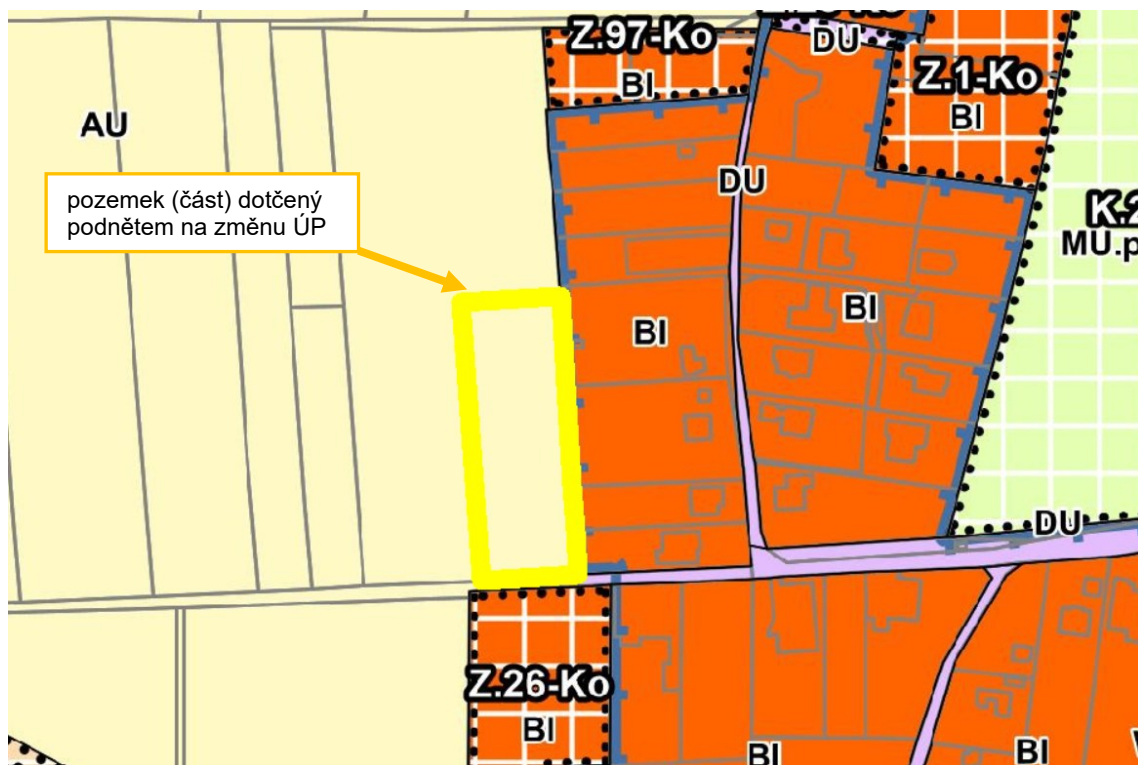 Z.97-Ko
DU
BI
Z.1-Ko
BI
AU
DU
pozemek (část) dotčený
podnětem na změnu ÚP
BI
BI
DU
Z.26-Ko
BI
BI
BI